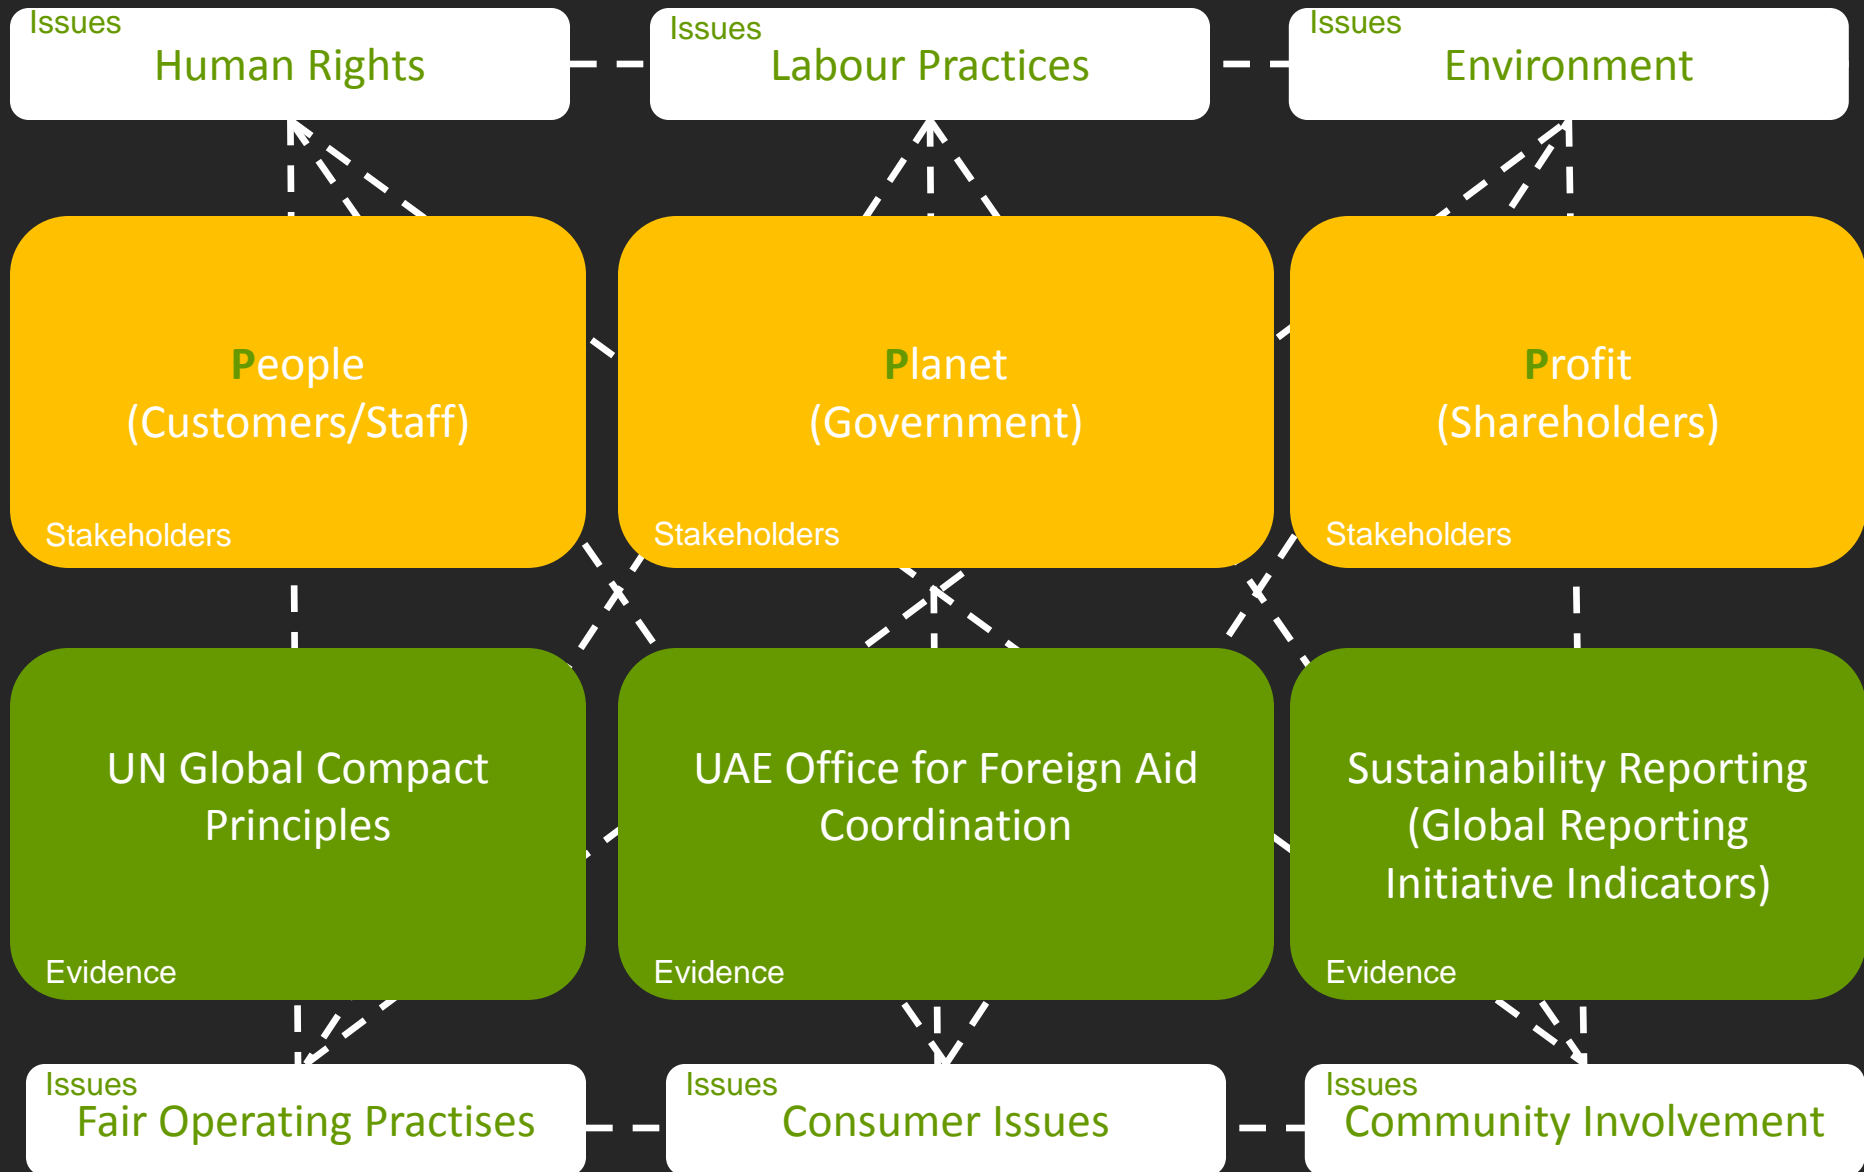 Issues
Human Rights
Issues
Labour Practices
Issues
Environment
People
(Customers/Staff)
Stakeholders
Planet
(Government)
Stakeholders
Profit
(Shareholders)
Stakeholders
UN Global Compact
Principles
Evidence
UAE Office for Foreign Aid
Coordination
Evidence
Sustainability Reporting
(Global Reporting
Initiative Indicators)
Evidence
Issues
Fair Operating Practises
Issues
Consumer Issues
Issues
Community Involvement